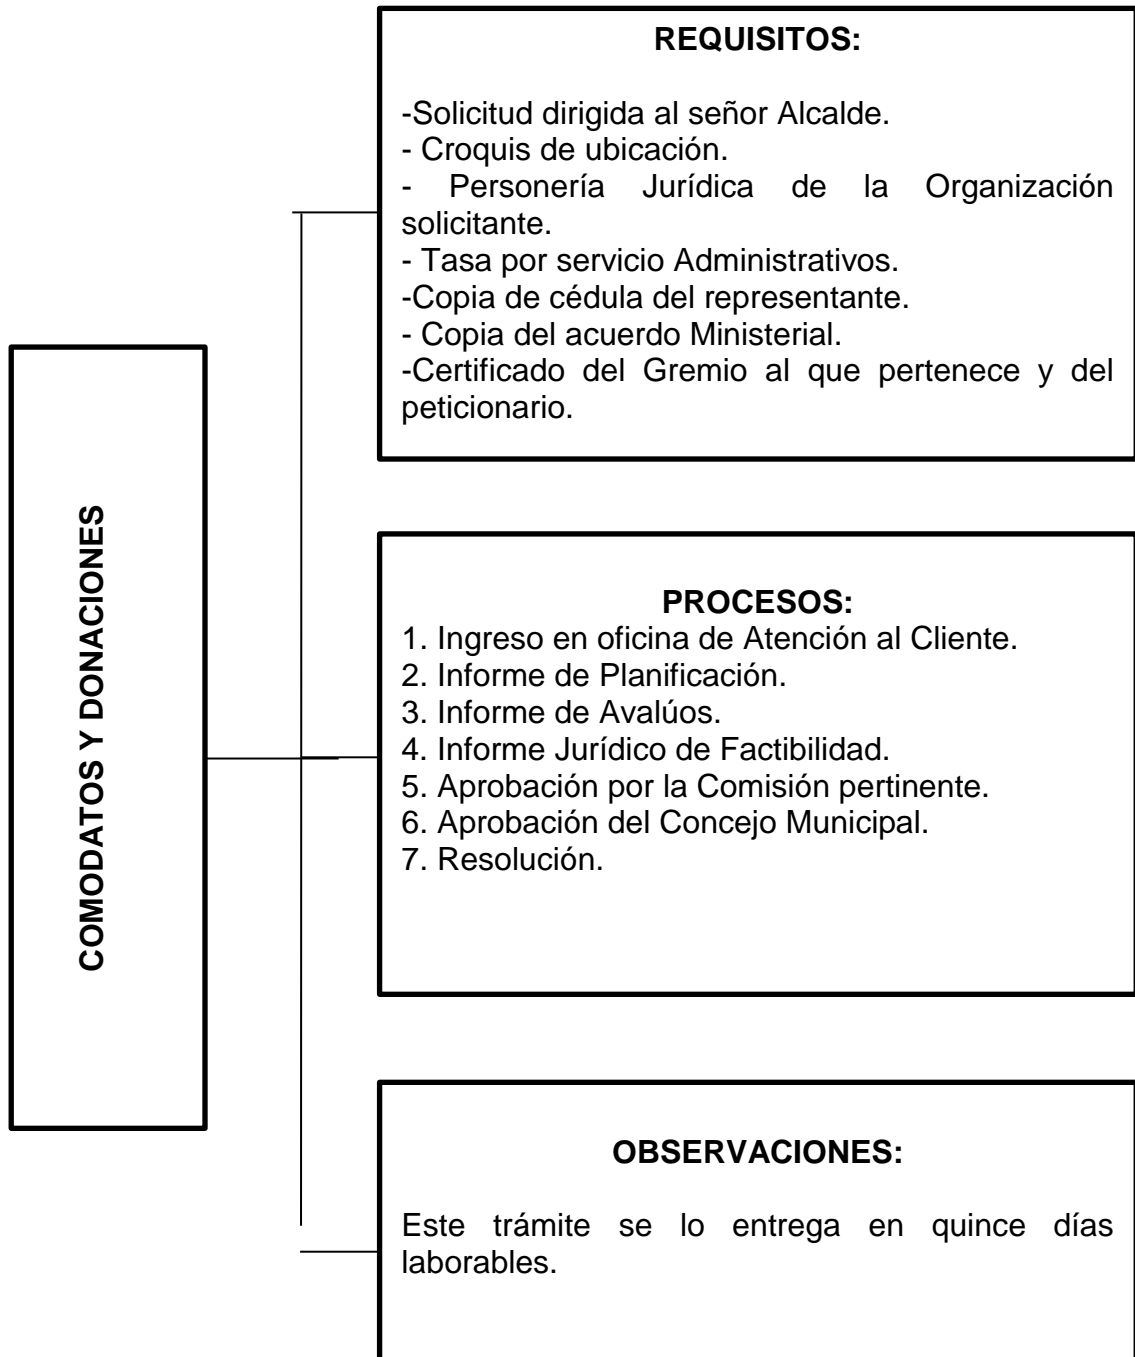 COMODATOS Y DONACIONES
REQUISITOS:
-Solicitud dirigida al señor Alcalde.
- Croquis de ubicación.
- Personería Jurídica de la Organización
solicitante.
- Tasa por servicio Administrativos.
-Copia de cédula del representante.
- Copia del acuerdo Ministerial.
-Certificado del Gremio al que pertenece y del
peticionario.
PROCESOS:
1. Ingreso en oficina de Atención al Cliente.
2. Informe de Planificación.
3. Informe de Avalúos.
4. Informe Jurídico de Factibilidad.
5. Aprobación por la Comisión pertinente.
6. Aprobación del Concejo Municipal.
7. Resolución.
OBSERVACIONES:
Este trámite se lo entrega en quince días
laborables.